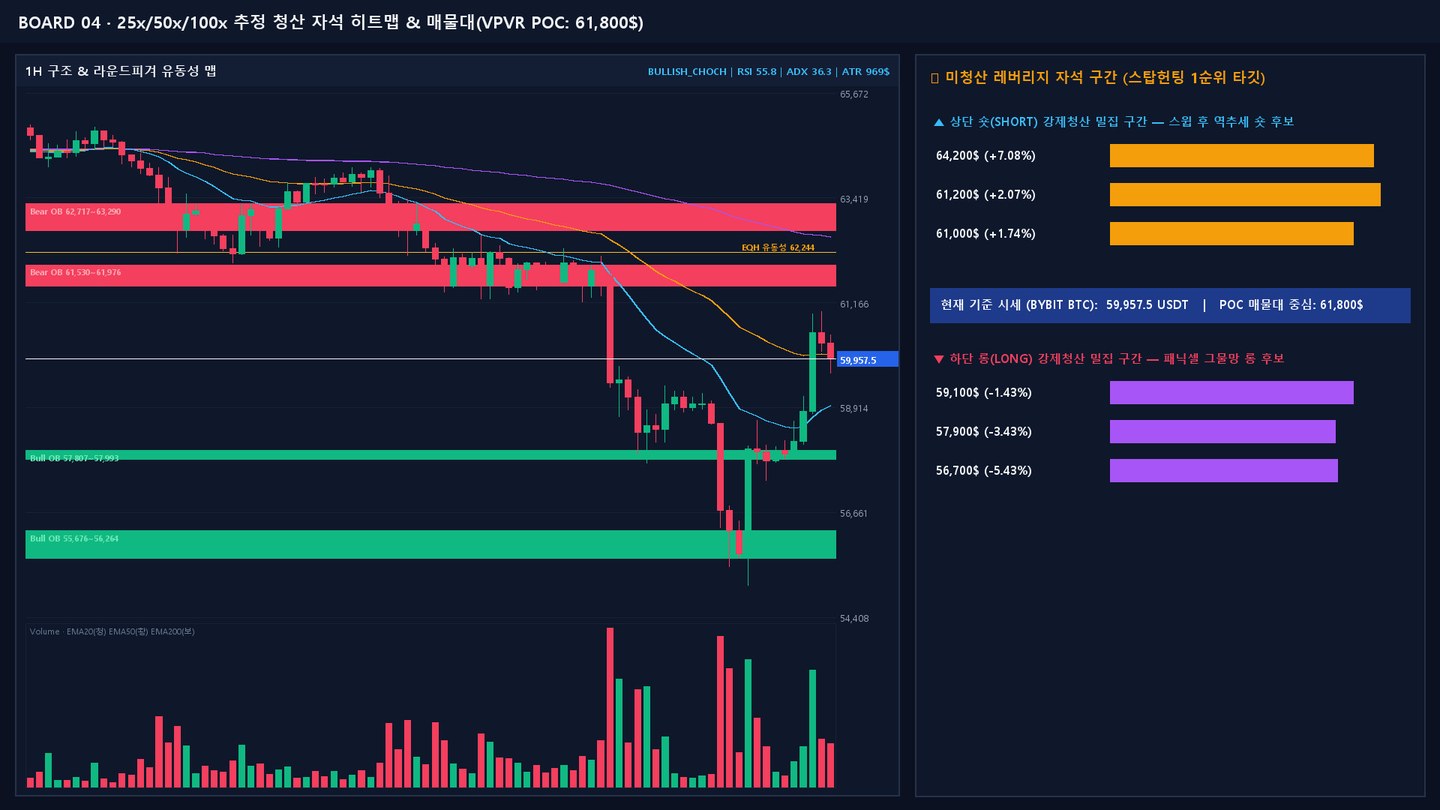 BOARD 04 · 25x/50x/100x 추정 청산 자석 히트맵 & 매물대(VPVR POC: 61,800$)
1H 구조 & 라운드피겨 유동성 맵
BULLISH_CHOCH | RSI 55.8 | ADX 36.3 | ATR 969$
65,672
Bear OB 62,717~63,290
63,419
EQH 유동성 62,244
Bear OB 61,530~61,976
61,166
59,957.5
58,914
Bull OB 57,807~57,993
56,661
Bull OB 55,676~56,264
54,408
Volume · EMA20(청) EMA50(황) EMA200(보)
미청산 레버리지 자석 구간 (스탑헌팅 1순위 타깃)
▲ 상단 숏(SHORT) 강제청산 밀집 구간 — 스윕 후 역추세 숏 후보
64,200$ (+7.08%)
61,200$ (+2.07%)
61,000$ (+1.74%)
현재 기준 시세 (BYBIT BTC): 59,957.5 USDT | POC 매물대 중심: 61,800$
▼ 하단 롱(LONG) 강제청산 밀집 구간 — 패닉셀 그물망 롱 후보
59,100$ (-1.43%)
57,900$ (-3.43%)
56,700$ (-5.43%)